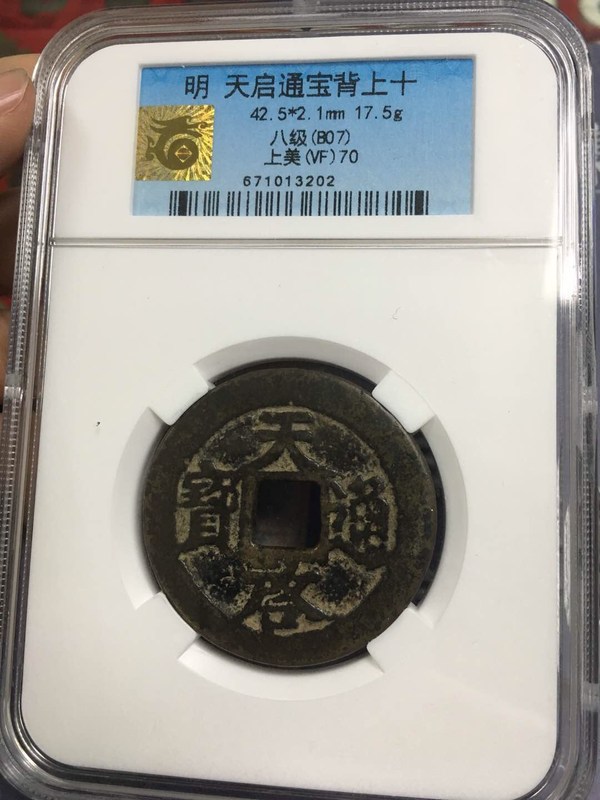 明 天启通宝背上十
42.5*2.1mm 17.5g
八级(B07)
上美(VF)70
671013202
天
寳 通
啓